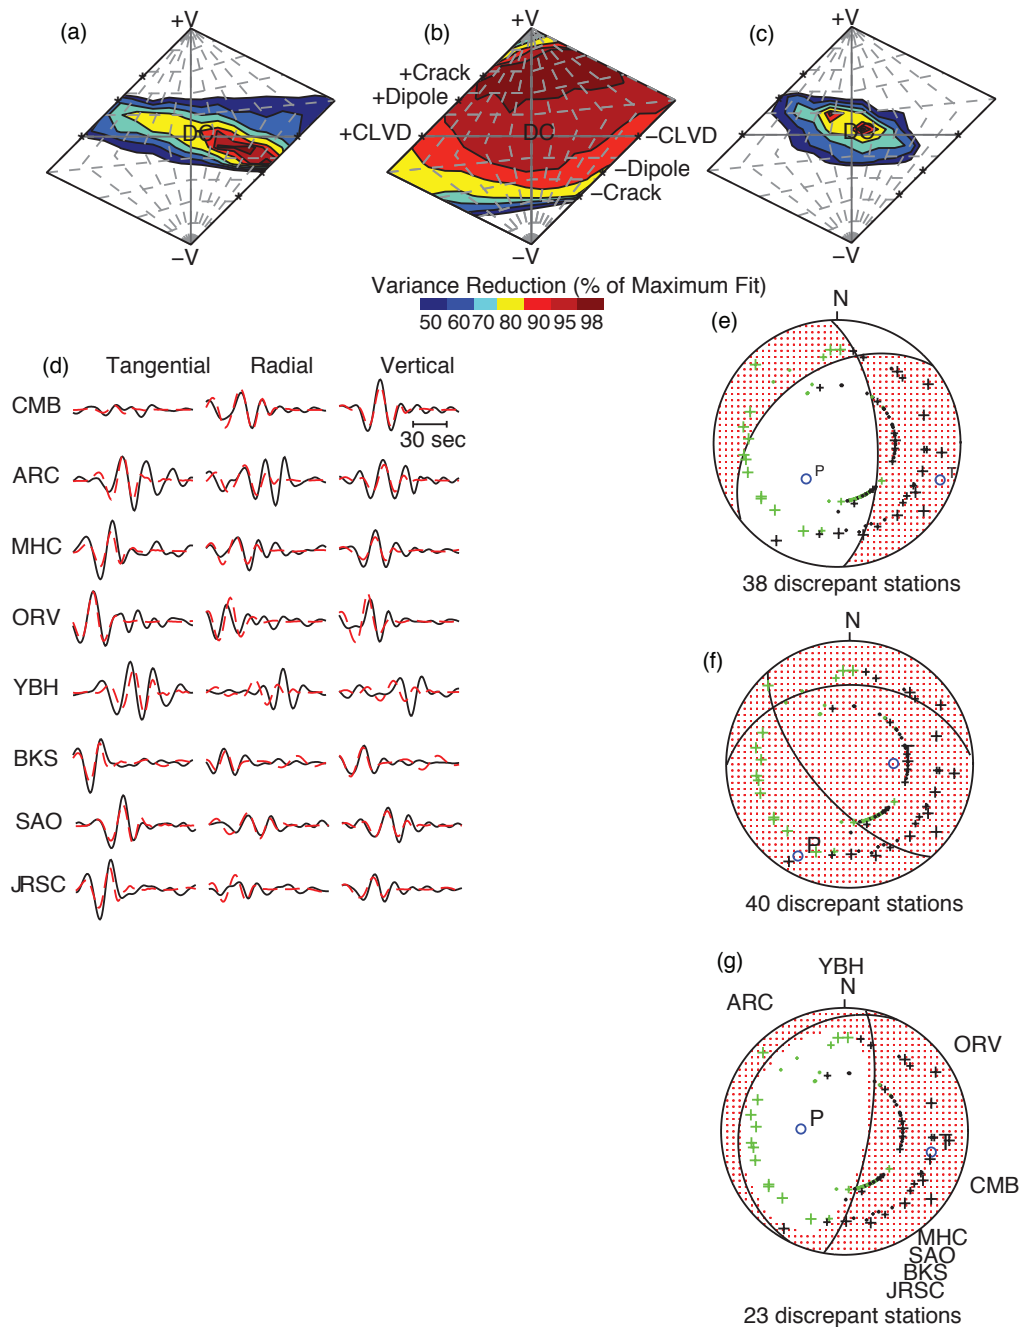 (a)
+V
DC
−V
(b)
+V
+Crack
+Dipole
+CLVD
DC
−CLVD
−Dipole
−Crack
−V
(c)
+V
DC
−V
Variance Reduction (% of Maximum Fit)
50 60 70 80 90 95 98
(d)
Tangential Radial Vertical
CMB
30 sec
ARC
MHC
ORV
YBH
BKS
SAO
JRSC
(e)
N
P
38 discrepant stations
(f)
N
T
P
40 discrepant stations
(g)
YBH
N
ARC
ORV
P
T
CMB
MHC
SAO
BKS
JRSC
23 discrepant stations